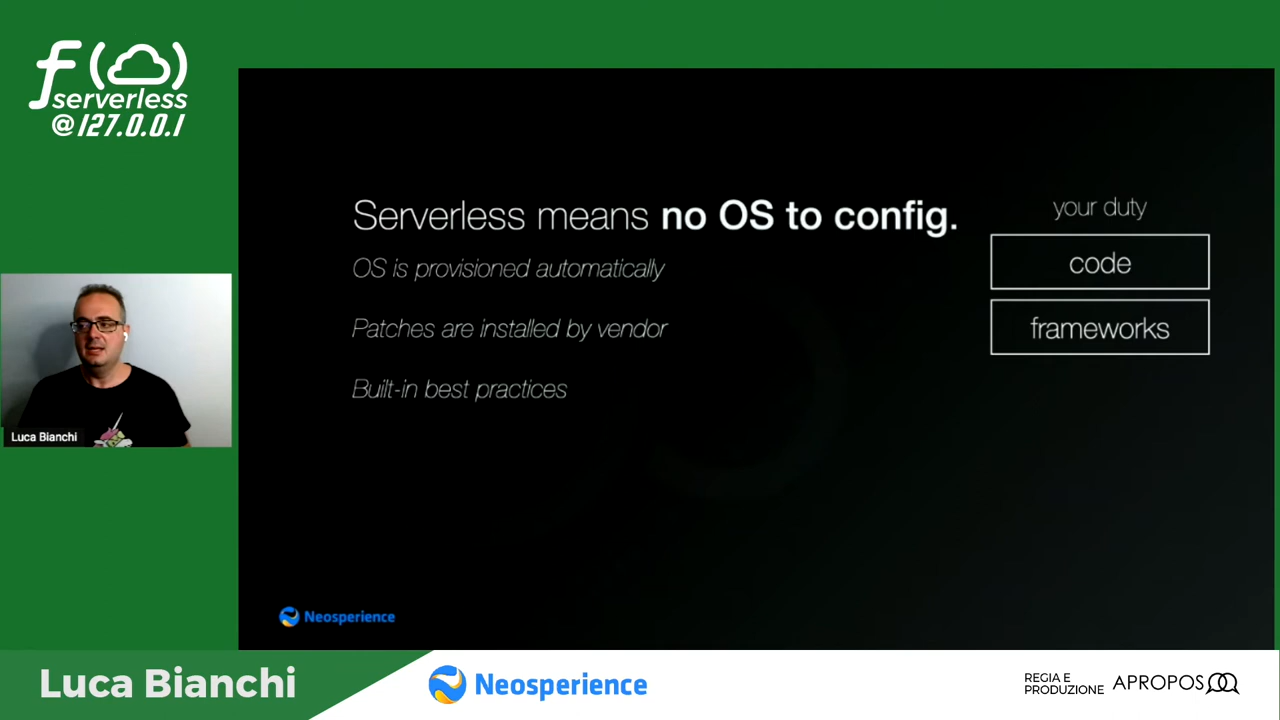 f()
serverless
@127.0.0.1
Serverless means no OS to config.
OS is provisioned automatically
Patches are installed by vendor
Built-in best practices
your duty
code
frameworks
Luca Bianchi
Neosperience
Luca Bianchi
Neosperience
REGIA E
PRODUZIONE
APROPOS